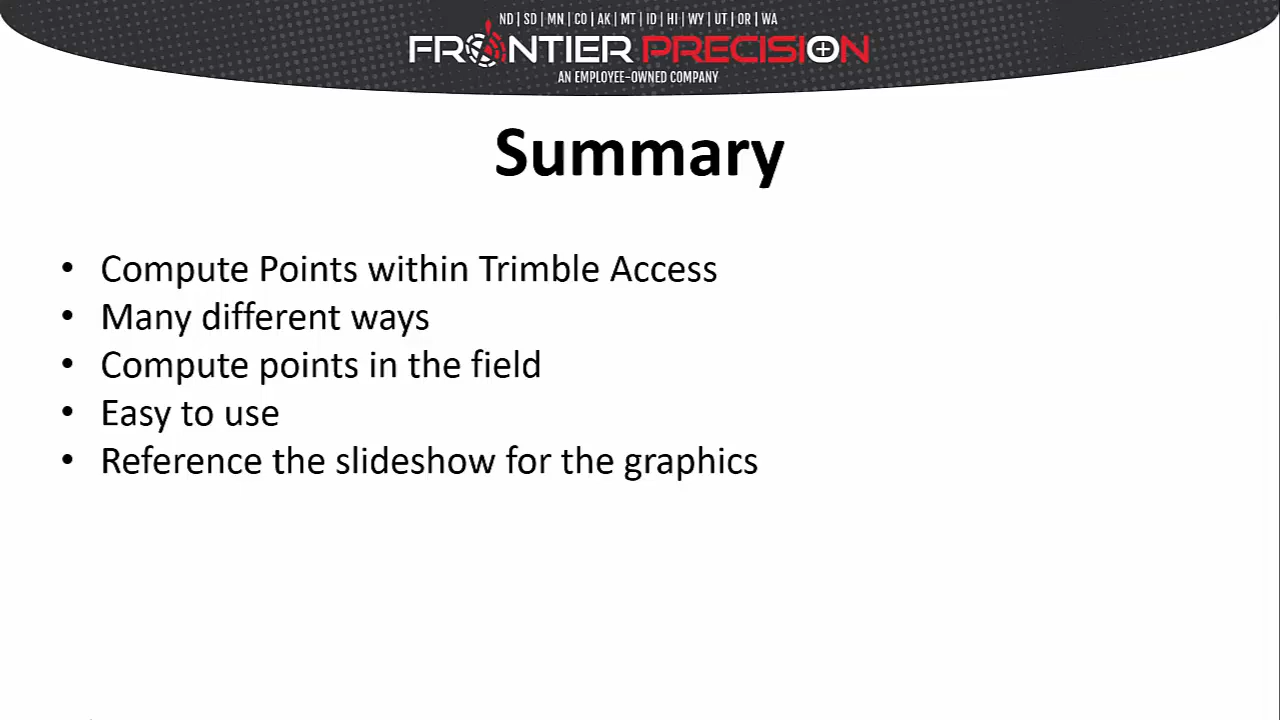 ND | SD | MN | CO | AK | MT | ID | HI | WY | UT | OR | WA
FRONTIER PRECISION
AN EMPLOYEE-OWNED COMPANY
Summary
• Compute Points within Trimble Access
• Many different ways
• Compute points in the field
• Easy to use
• Reference the slideshow for the graphics